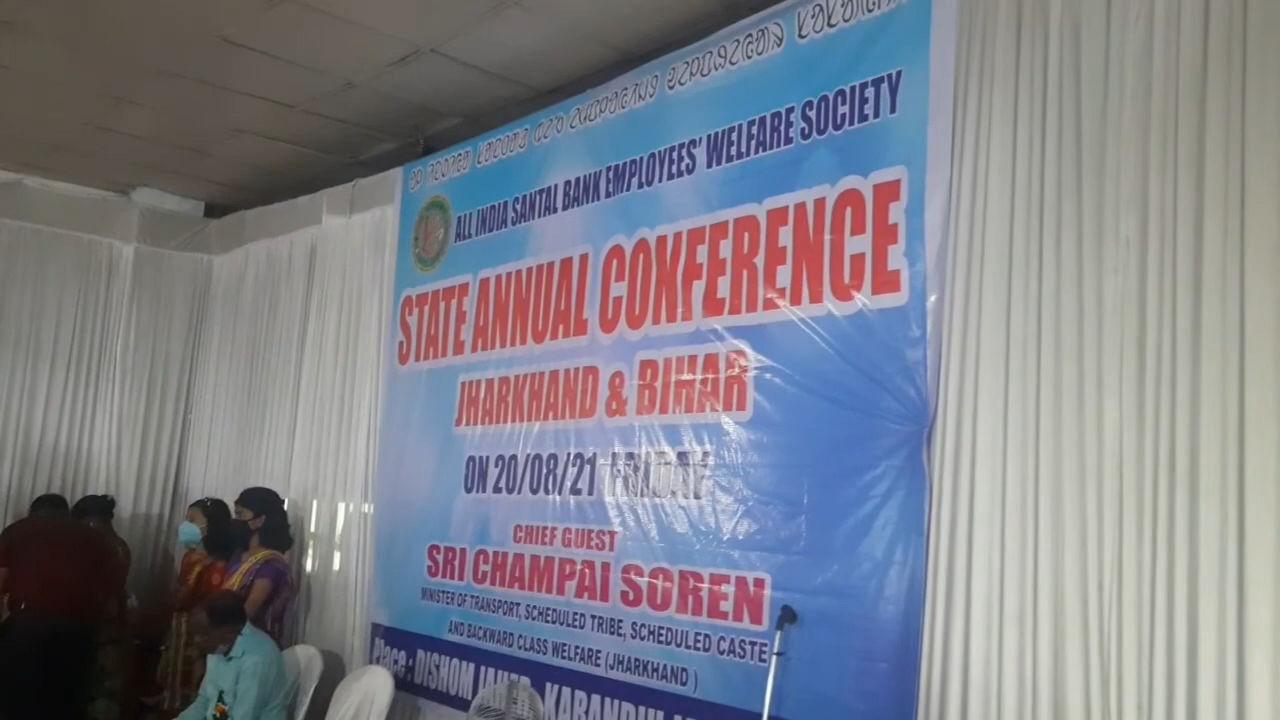 ALL INDIA SANTAL BANK EMPLOYEES' WELFARE SOCIETY
STATE ANNUAL CONFERENCE
JHARKHAND & BIHAR
ON 20/08/21 FRIDAY
CHIEF GUEST
SRI CHAMPAI SOREN
MINISTER OF TRANSPORT, SCHEDULED TRIBE, SCHEDULED CASTE
AND BACKWARD CLASS WELFARE (JHARKHAND )
Place : DISHOM JAHER,